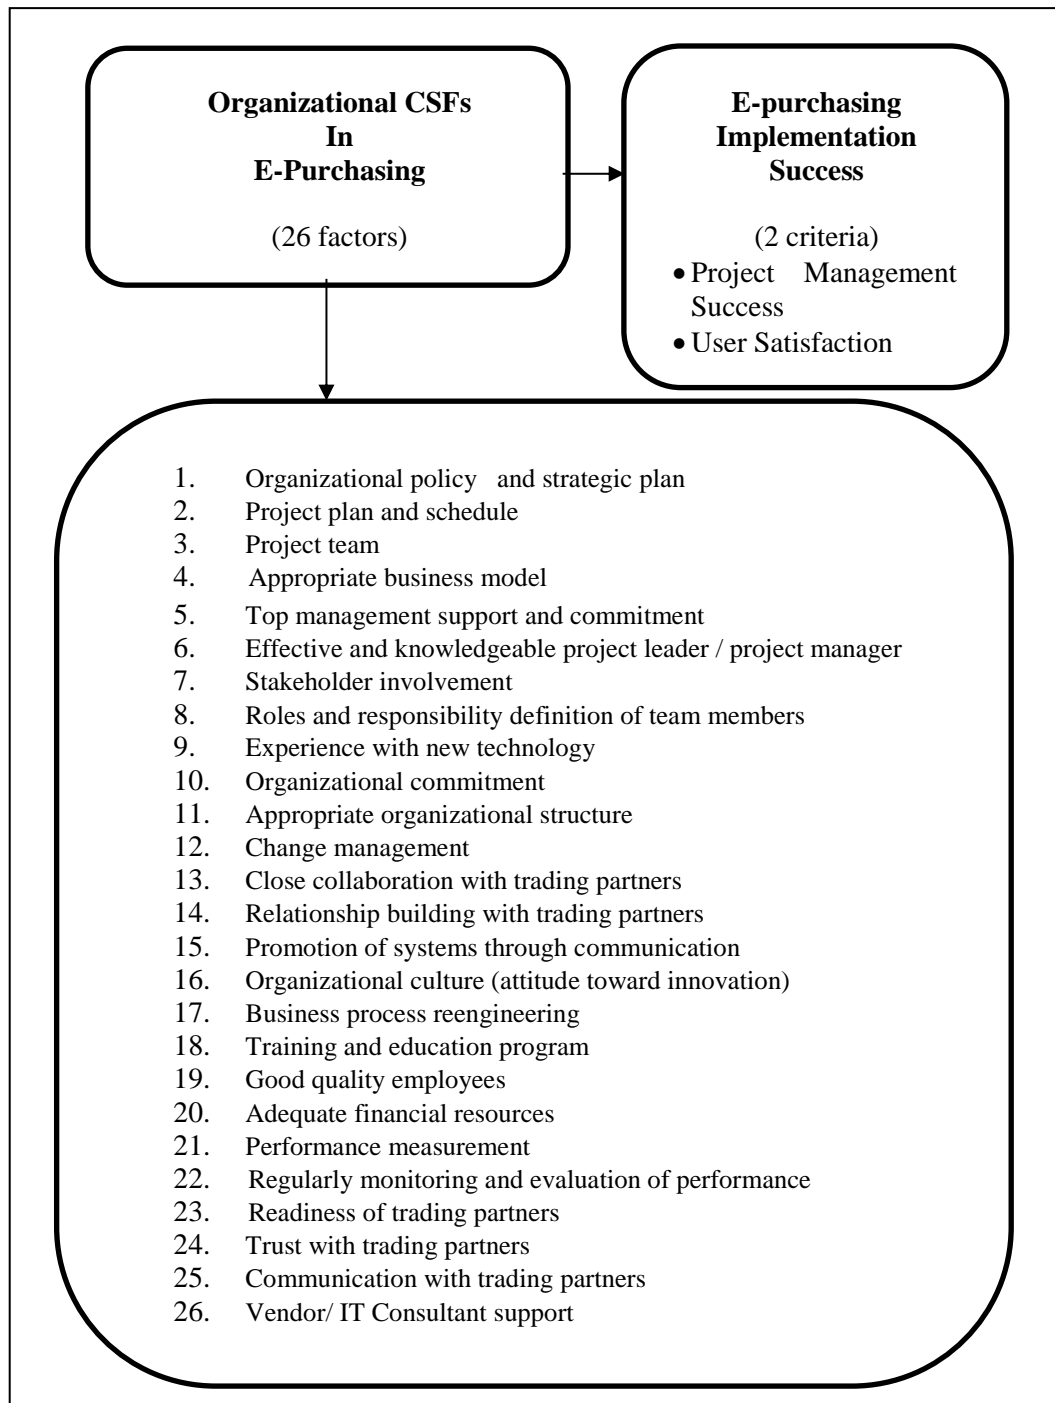 Organizational CSFs
In
E-Purchasing
(26 factors)
E-purchasing
Implementation
Success
(2 criteria)
• Project Management
Success
• User Satisfaction
1. Organizational policy and strategic plan
2. Project plan and schedule
3. Project team
4. Appropriate business model
5. Top management support and commitment
6. Effective and knowledgeable project leader / project manager
7. Stakeholder involvement
8. Roles and responsibility definition of team members
9. Experience with new technology
10. Organizational commitment
11. Appropriate organizational structure
12. Change management
13. Close collaboration with trading partners
14. Relationship building with trading partners
15. Promotion of systems through communication
16. Organizational culture (attitude toward innovation)
17. Business process reengineering
18. Training and education program
19. Good quality employees
20. Adequate financial resources
21. Performance measurement
22. Regularly monitoring and evaluation of performance
23. Readiness of trading partners
24. Trust with trading partners
25. Communication with trading partners
26. Vendor/ IT Consultant support